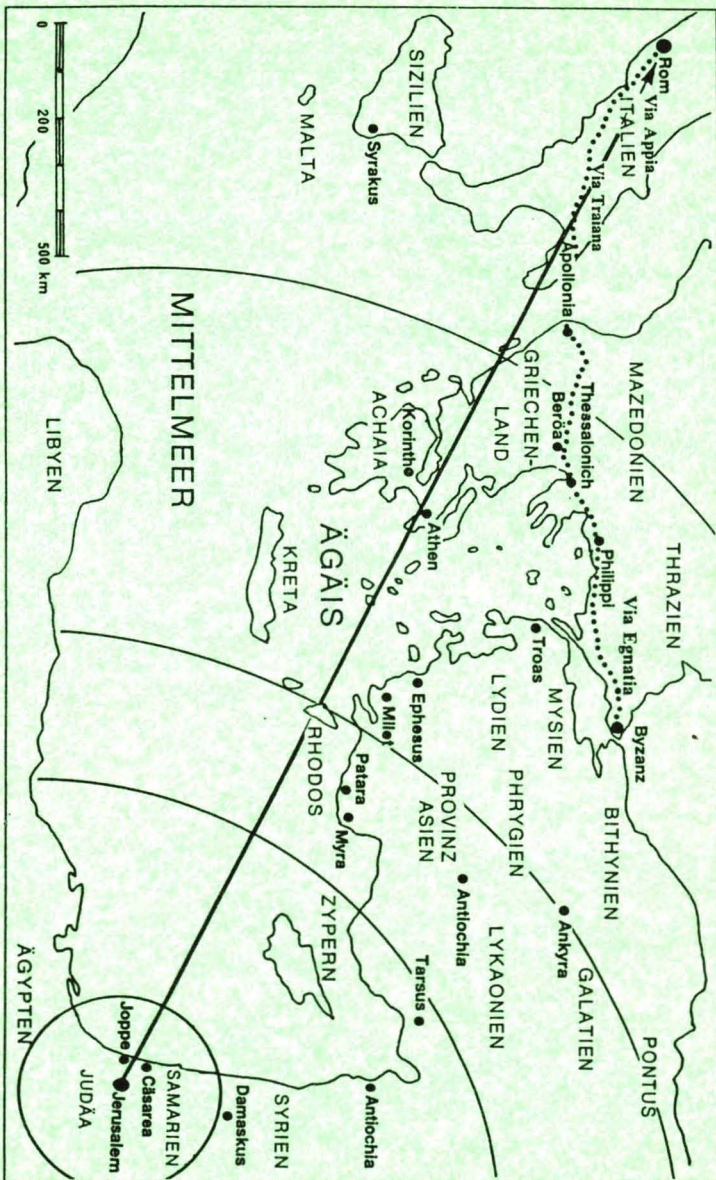 THRAZIEN
MAZEDONIEN
PONTUS
Rom
Via Appia
ITALIEN
Via Traiana
Via Egnatia
Byzanz
BITHYNIEN
Philippi
Thessalonich
Apollonia
Beröa
GRIECHEN-
LAND
MYSIEN
Troas
Ankyra
GALATIEN
LYDIEN
PHRYGIEN
LYKAONIEN
PROVINZ
ASIEN
Antiochia
SIZILIEN
Syrakus
Korinth
ACHAIA
Athen
Ephesus
Milet
Tarsus
MALTA
ÄGÄIS
KRETA
RHODOS
Patara
Myra
ZYPERN
Antiochia
MITTELMEER
SYRIEN
Damaskus
SAMARIEN
Cäsarea
Joppe
Jerusalem
JUDÄA
LIBYEN
ÄGYPTEN
0 200 500 km